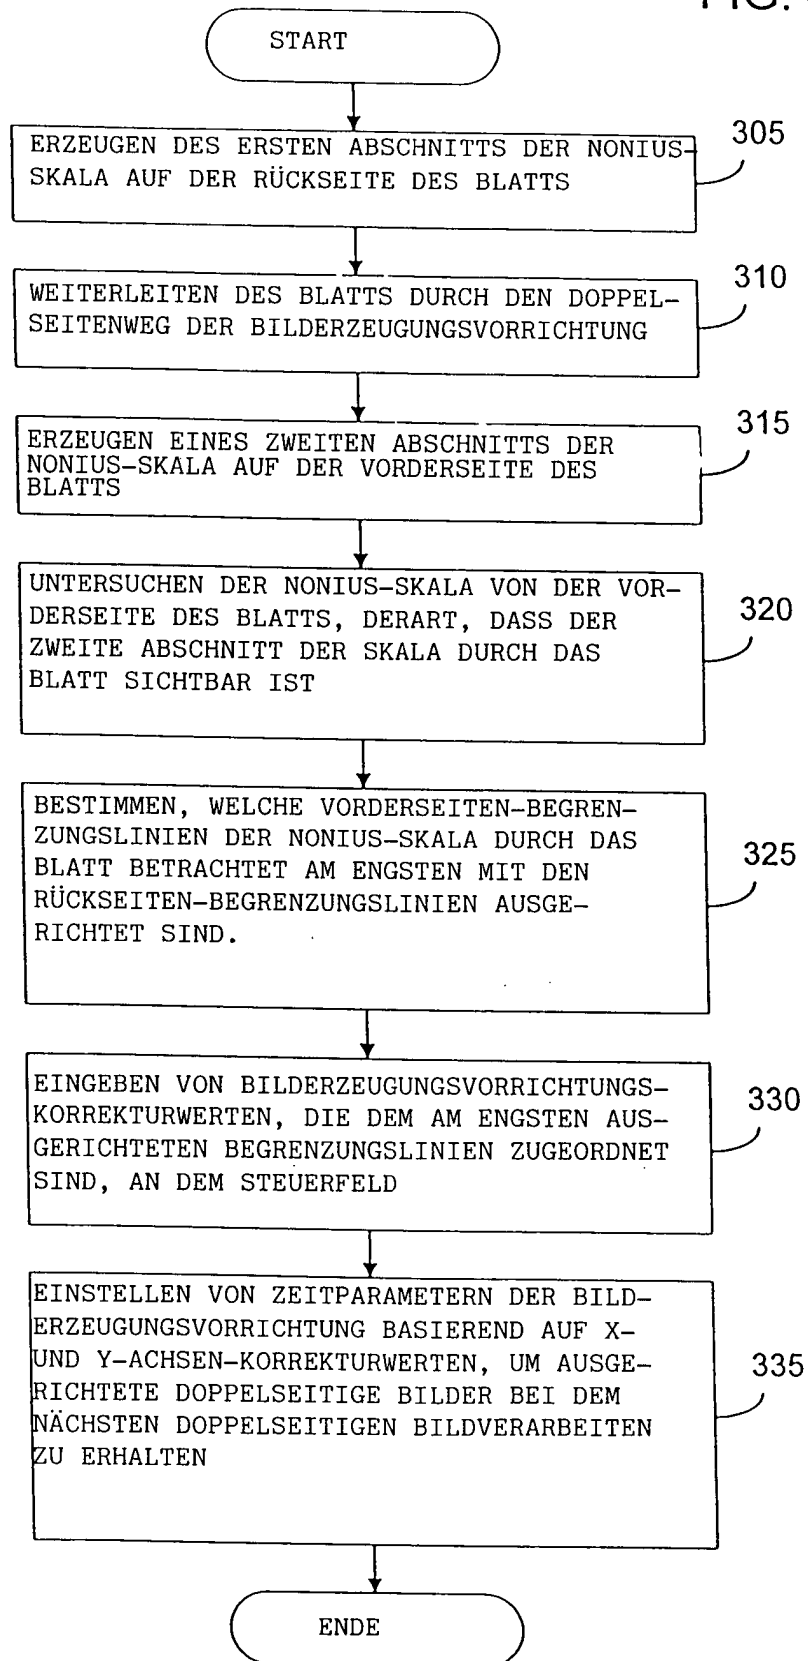 FIG.
START
ERZEUGEN DES ERSTEN ABSCHNITTS DER NONIUS-
SKALA AUF DER RÜCKSEITE DES BLATTS
305
WEITERLEITEN DES BLATTS DURCH DEN DOPPEL-
SEITENWEG DER BILDERZEUGUNGSVORRICHTUNG
310
ERZEUGEN EINES ZWEITEN ABSCHNITTS DER
NONIUS-SKALA AUF DER VORDERSEITE DES
BLATTS
315
UNTERSUCHEN DER NONIUS-SKALA VON DER VOR-
DERSEITE DES BLATTS, DERART, DASS DER
ZWEITE ABSCHNITT DER SKALA DURCH DAS
BLATT SICHTBAR IST
320
BESTIMMEN, WELCHE VORDERSEITEN-BEGREN-
ZUNGSLINIEN DER NONIUS-SKALA DURCH DAS
BLATT BETRACHTET AM ENGSTEN MIT DEN
RÜCKSEITEN-BEGRENZUNGSLINIEN AUSGE-
RICHTET SIND.
325
EINGEBEN VON BILDERZEUGUNGSVORRICHTUNGS-
KORREKTURWERTEN, DIE DEM AM ENGSTEN AUS-
GERICHTETEN BEGRENZUNGSLINIEN ZUGEORDNET
SIND, AN DEM STEUERFELD
330
EINSTELLEN VON ZEITPARAMETERN DER BILD-
ERZEUGUNGSVORRICHTUNG BASIEREND AUF X-
UND Y-ACHSEN-KORREKTURWERTEN, UM AUSGE-
RICHTETE DOPPELSEITIGE BILDER BEI DEM
NÄCHSTEN DOPPELSEITIGEN BILDVERARBEITEN
ZU ERHALTEN
335
ENDE